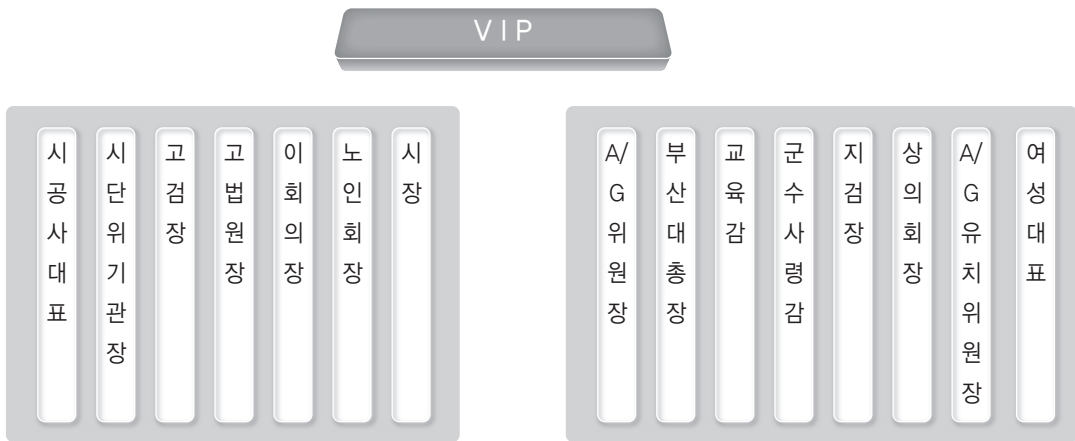 VIP
시공사대표
시단위기관장
고검장
고법원장
이회의장
노인회장
시장
A/G위원장
부산대총장
교육감
군수사령감
지검장
상의회장
A/G유치위원장
여성대표